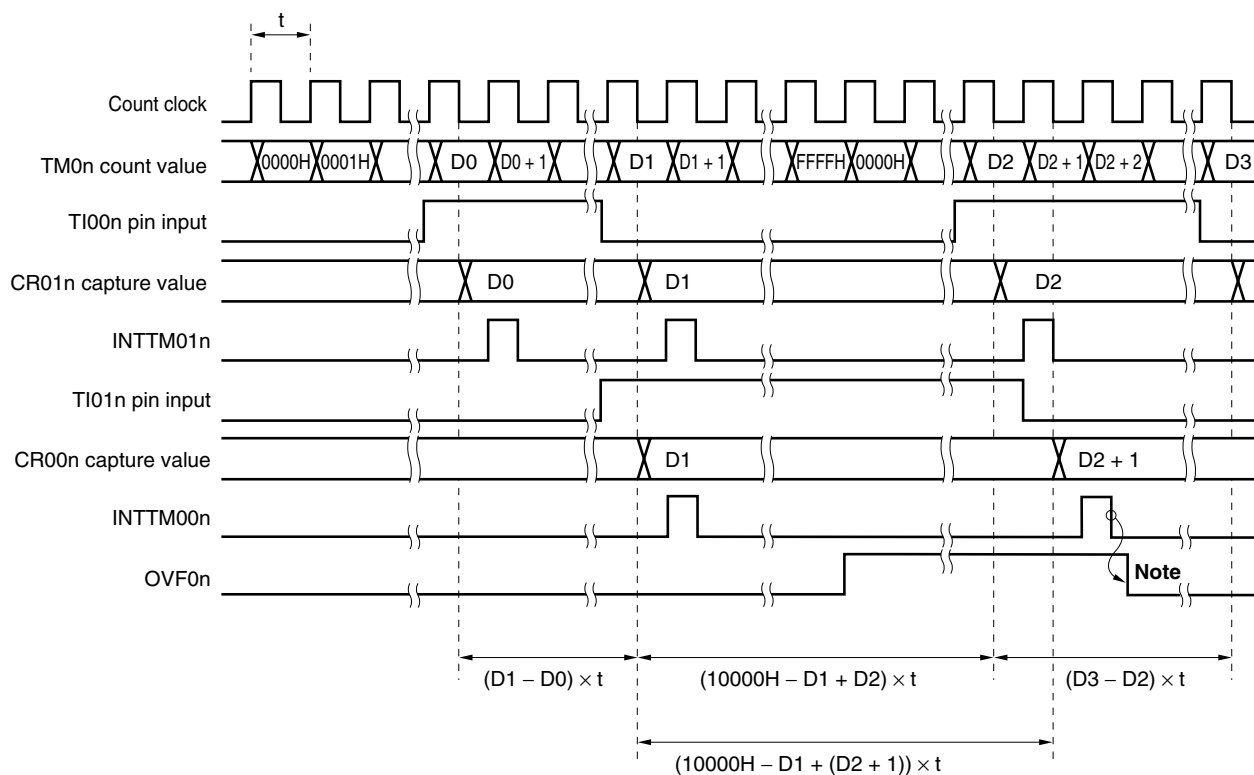 t
Count clock
TM0n count value 0000H 0001H D0 D0 + 1 D1 D1 + 1 FFFFH 0000H D2 D2 + 1 D2 + 2 D3
TI00n pin input
CR01n capture value D0 D1 D2
INTTM01n
TI01n pin input
CR00n capture value D1 D2 + 1
INTTM00n
OVF0n Note
(D1 – D0) × t (10000H – D1 + D2) × t (D3 – D2) × t
(10000H – D1 + (D2 + 1)) × t